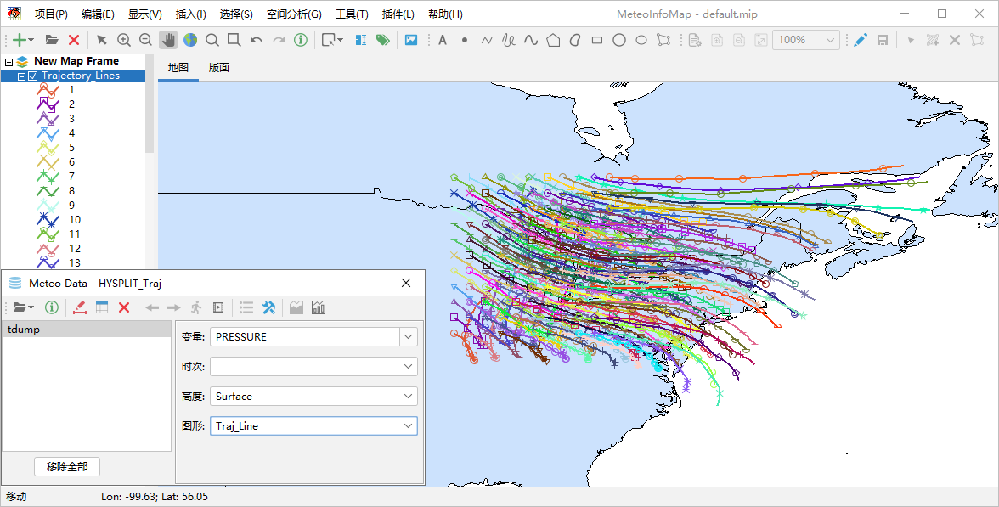 项目(P) 编辑(E) 显示(V) 插入(I) 选择(S) 空间分析(G) 工具(T) 插件(L) 帮助(H) MeteoInfoMap - default.mip
100%
New Map Frame
Trajectory_Lines
1
2
3
4
5
6
7
8
9
10
11
12
13
地图 版面
Meteo Data - HYSPLIT_Traj
tdump
变量: PRESSURE
时次:
高度: Surface
图形: Traj_Line
移除全部
移动 Lon: -99.63; Lat: 56.05